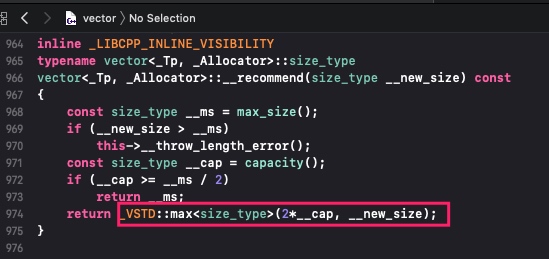 vector
No Selection
964 inline _LIBCPP_INLINE_VISIBILITY
965 typename vector<_Tp, _Allocator>::size_type
966 vector<_Tp, _Allocator>::__recommend(size_type __new_size) const
967 {
968     const size_type __ms = max_size();
969     if (__new_size > __ms)
970         this->__throw_length_error();
971     const size_type __cap = capacity();
972     if (__cap >= __ms / 2)
973         return __ms;
974     return _VSTD::max<size_type>(2*__cap, __new_size);
975 }
976